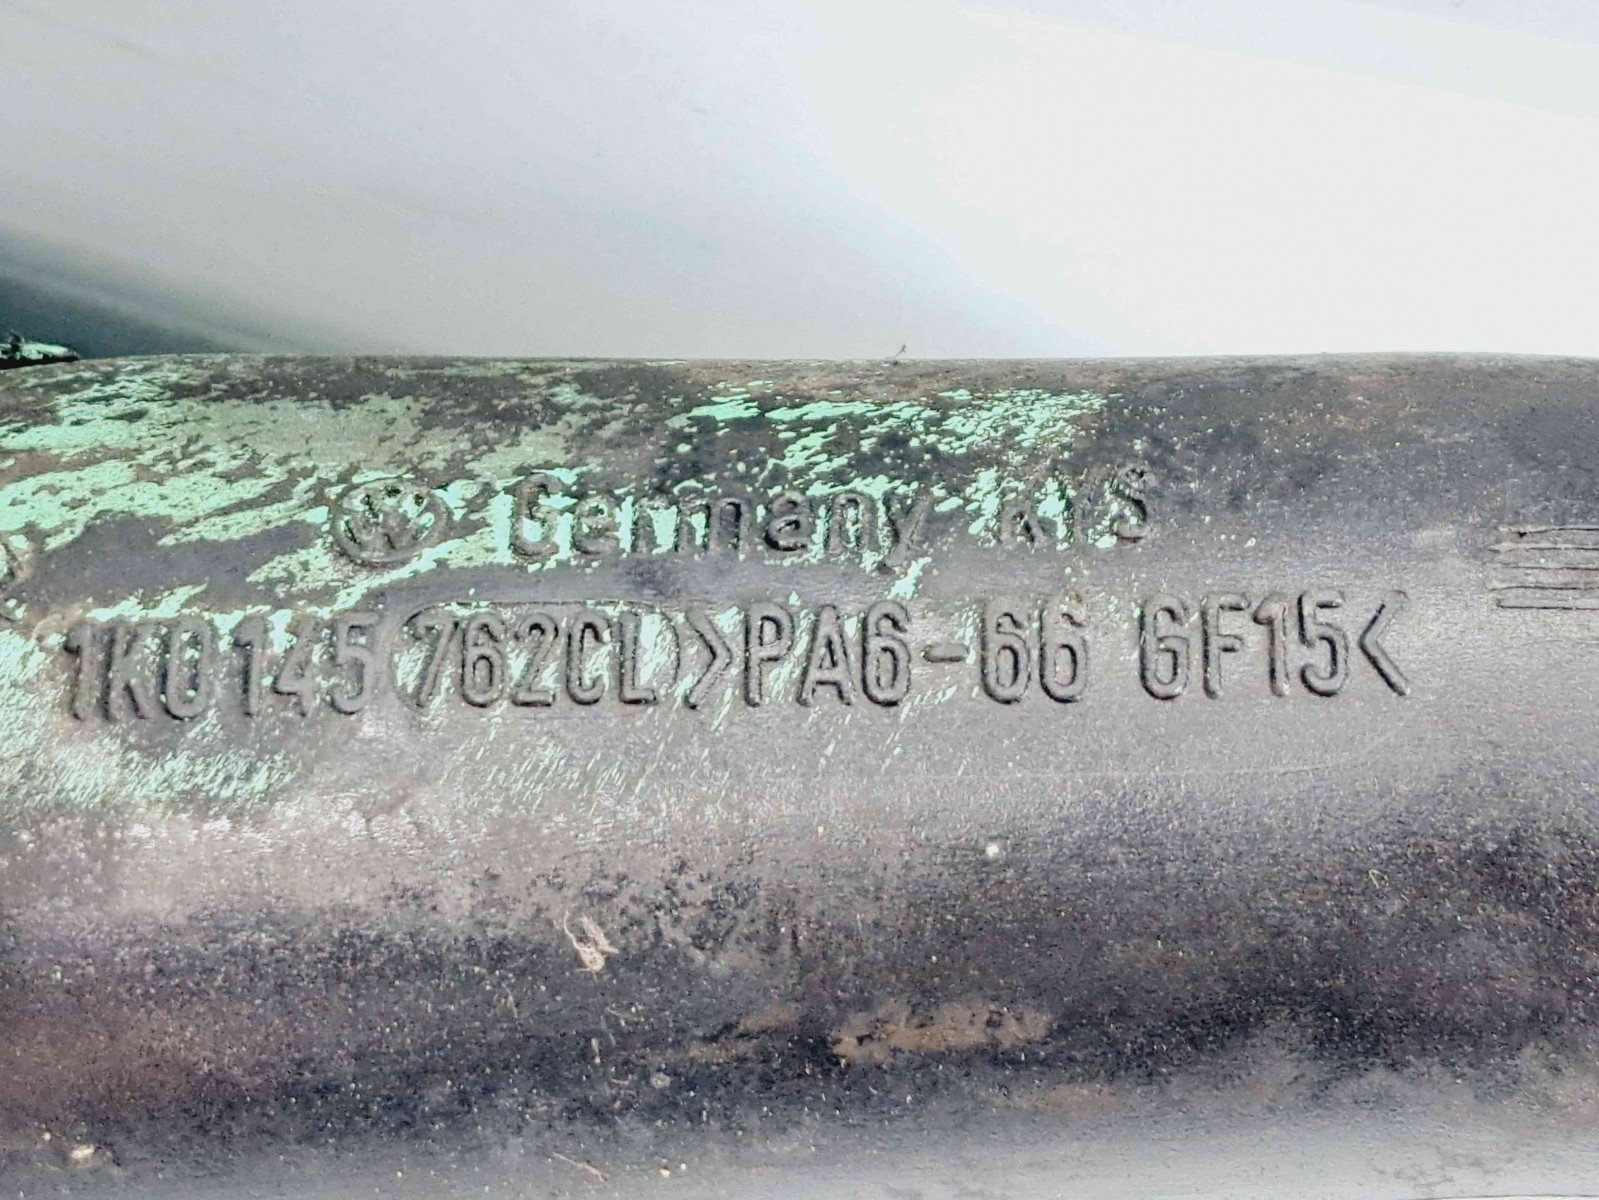 Germany KYS
1K0145762CL >PA6-66 GF15<